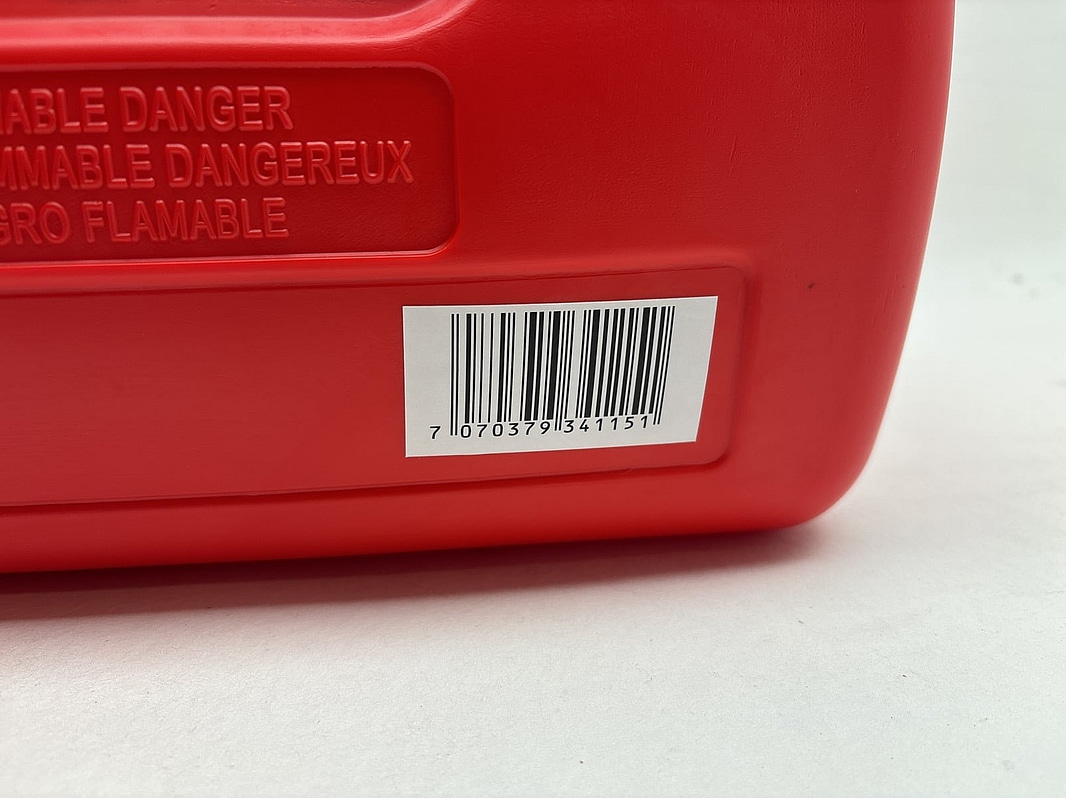 ABLE DANGER
MMABLE DANGEREUX
GRO FLAMABLE
7 070379 341151